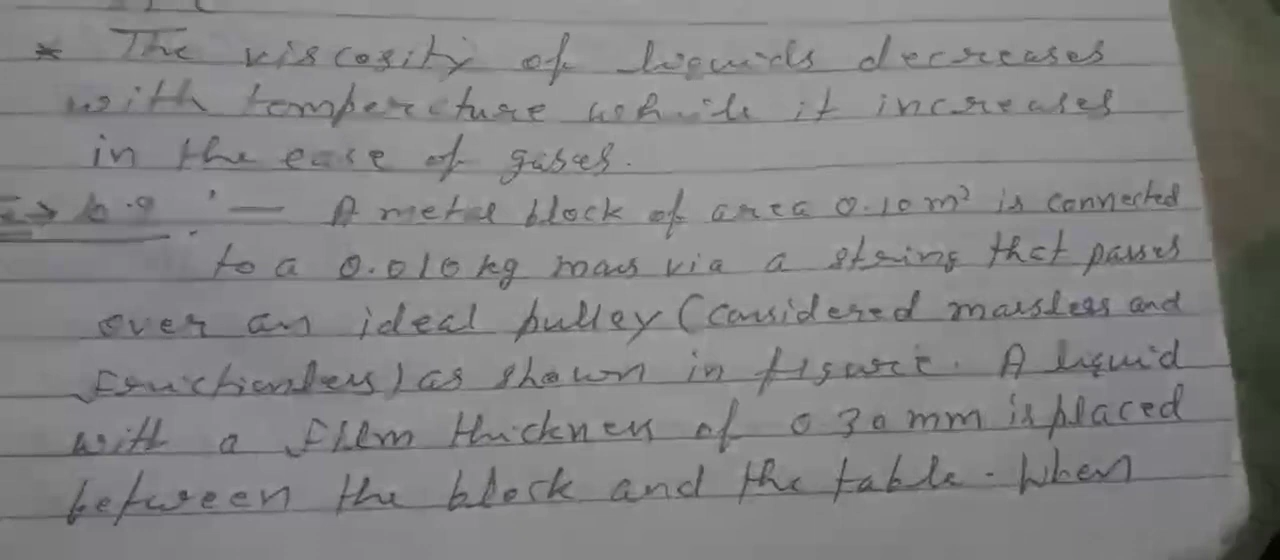 * The viscosity of liquids decreases
with temperature while it increases
in the case of gases.
Ex 10.9 :— A metal block of area 0.10 m² is connected
to a 0.010 kg mass via a string that passes
over an ideal pulley (considered massless and
frictionless) as shown in figure. A liquid
with a film thickness of 0.30 mm is placed
between the block and the table. When